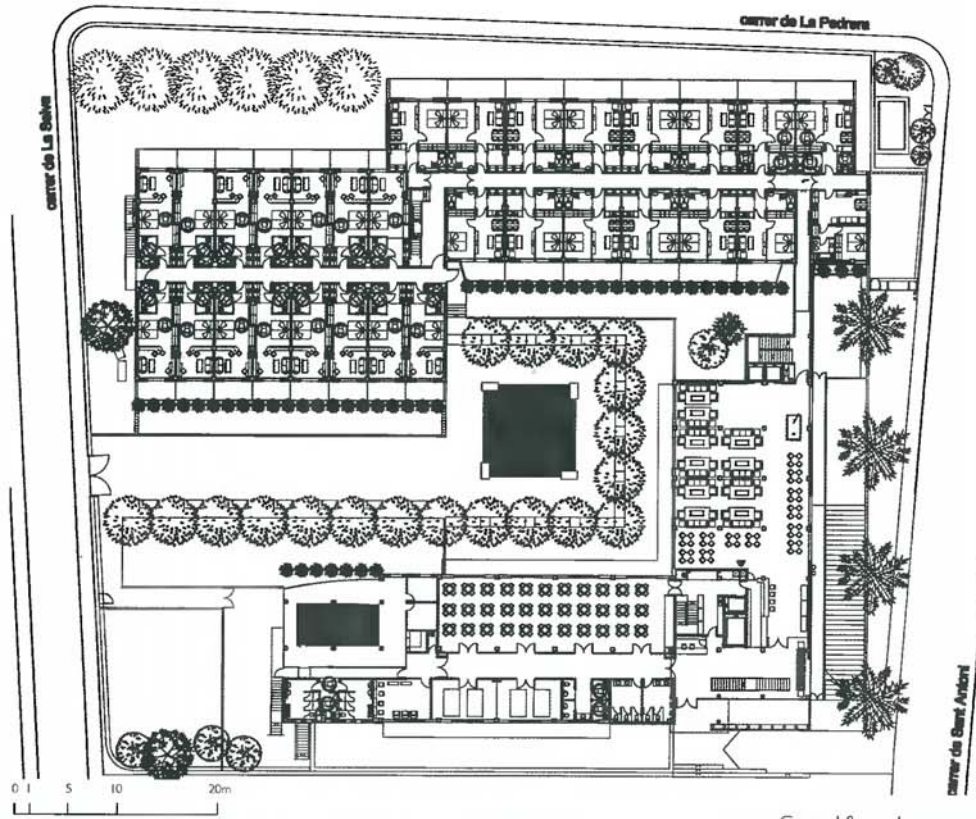 carrer de La Pedrera
carrer de La Selva
carrer de Sant Antoni
0 1 5 10 20m